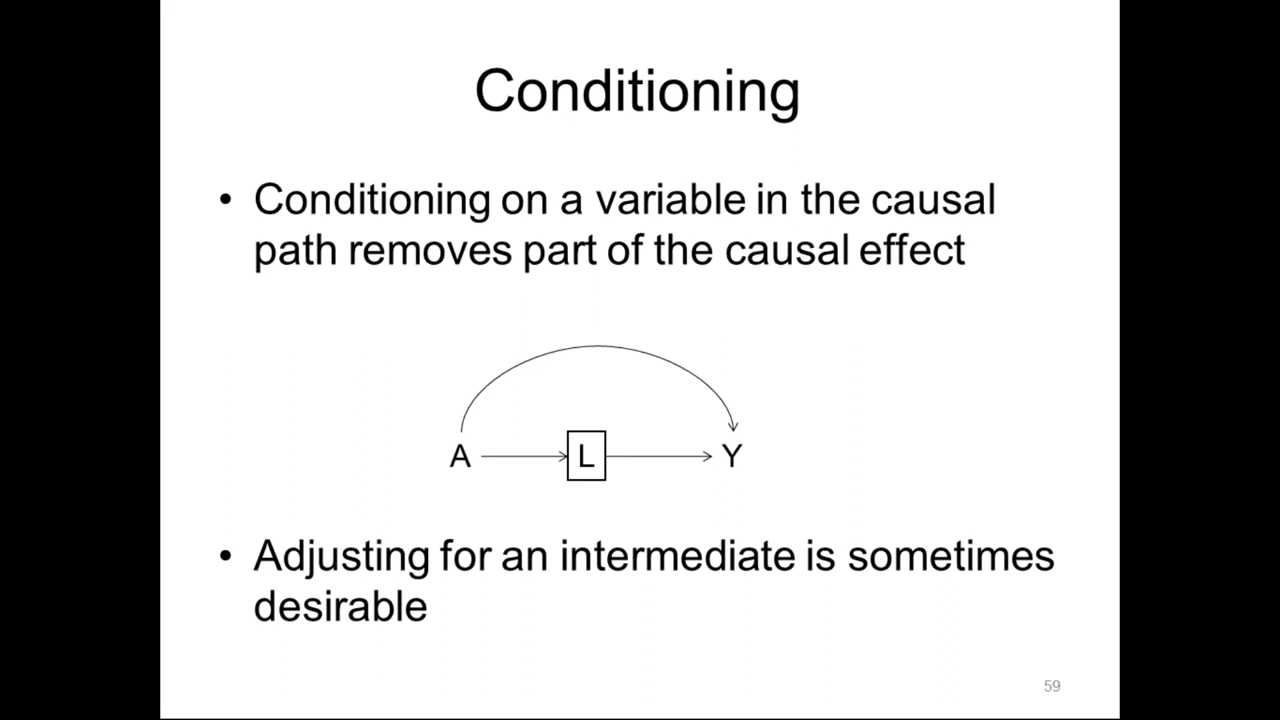 Conditioning
• Conditioning on a variable in the causal
path removes part of the causal effect
A L Y
• Adjusting for an intermediate is sometimes
desirable
59